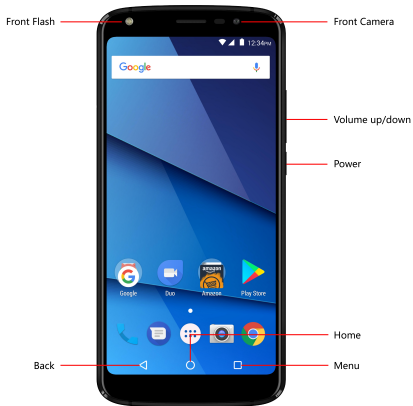 Front Flash
Front Camera
12:34PM
Google
Volume up/down
Power
amazon
Google
Duo
Amazon
Play Store
Home
Back
Menu